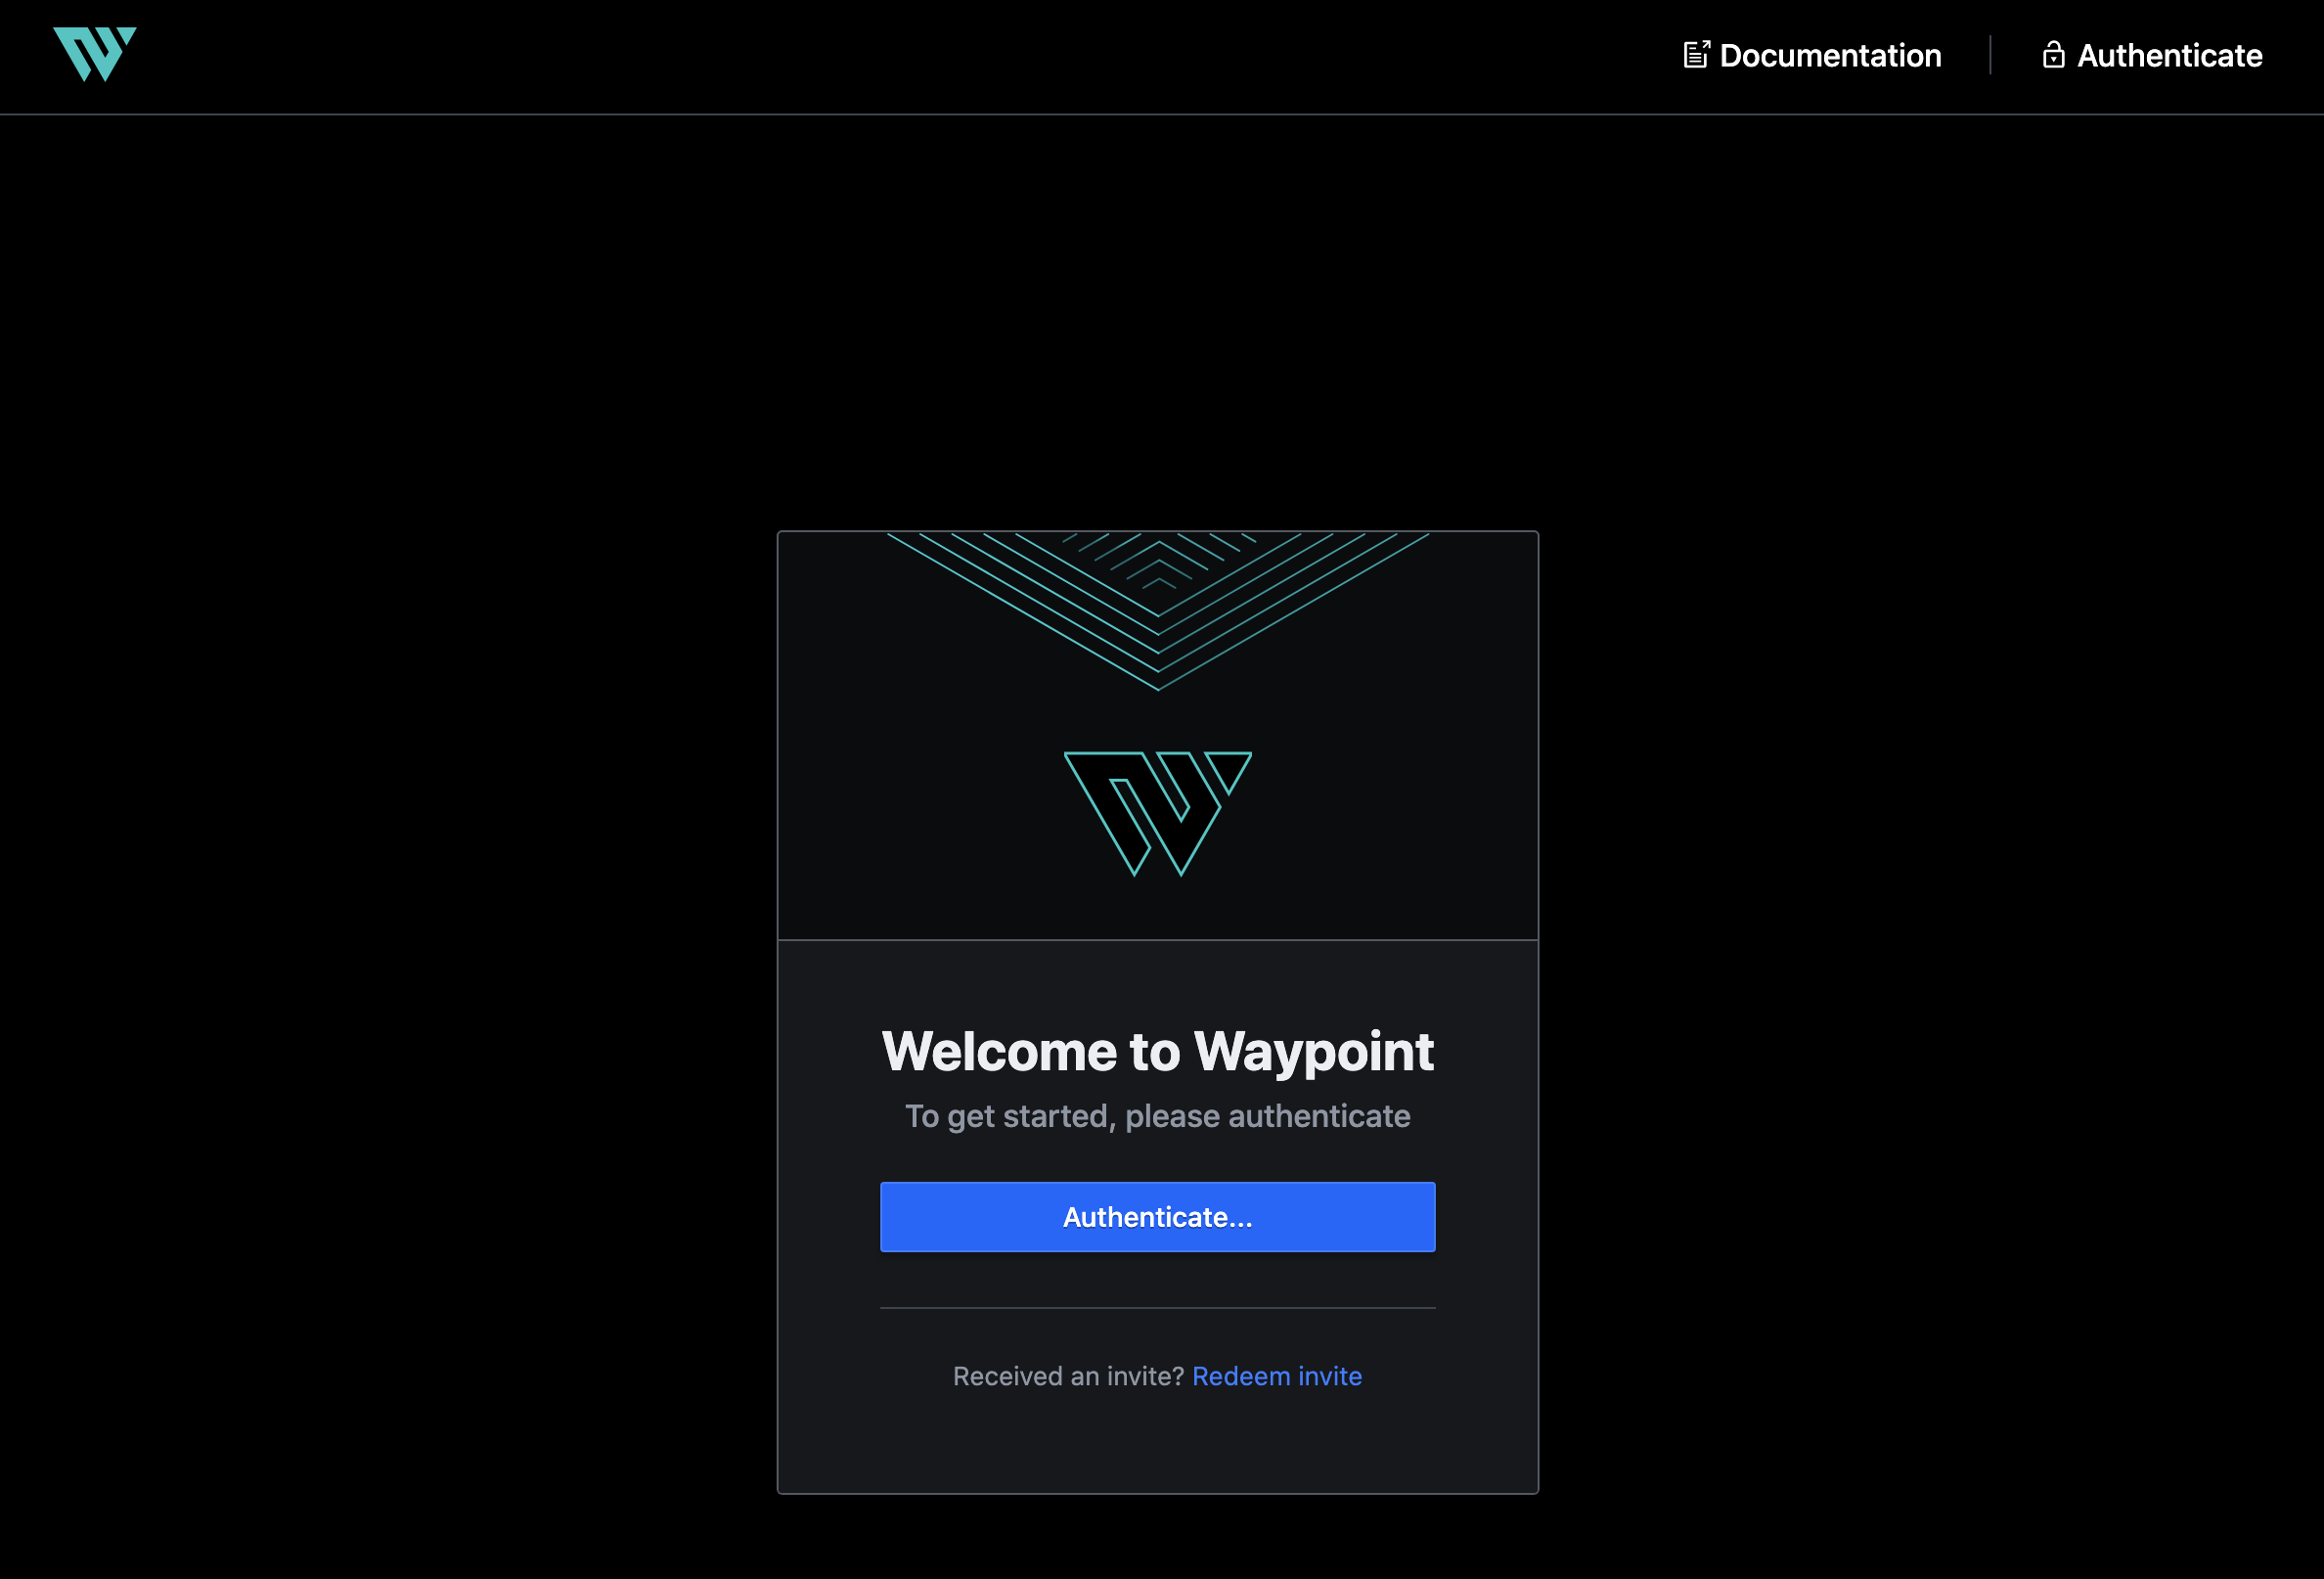 Documentation
Authenticate
Welcome to Waypoint
To get started, please authenticate
Authenticate...
Received an invite? Redeem invite